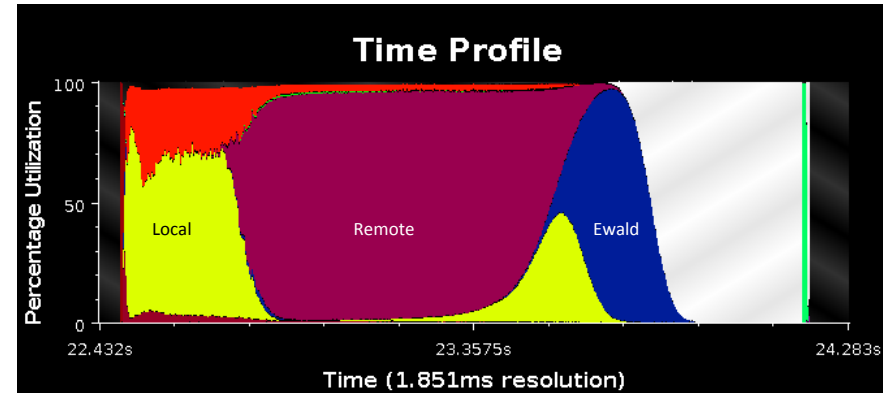 Time Profile
100
50
0
Percentage Utilization
Local
Remote
Ewald
22.432s
23.3575s
24.283s
Time (1.851ms resolution)